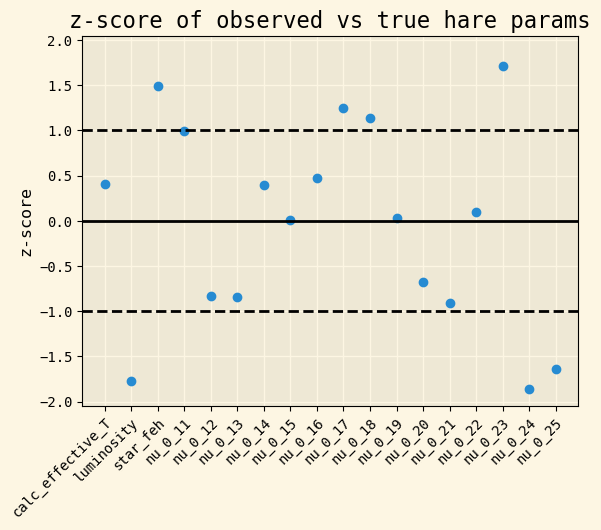 z-score of observed vs true hare params
2.0
1.5
1.0
0.5
0.0
−0.5
−1.0
−1.5
−2.0
z-score
calc_effective_T
luminosity
star_feh
nu_0_11
nu_0_12
nu_0_13
nu_0_14
nu_0_15
nu_0_16
nu_0_17
nu_0_18
nu_0_19
nu_0_20
nu_0_21
nu_0_22
nu_0_23
nu_0_24
nu_0_25